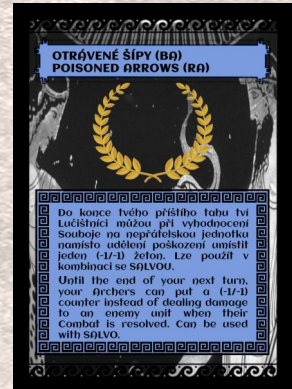 OTRÁVENÉ ŠÍPY (BA)
POISONED ARROWS (RA)
Do konce tvého příštího tahu tví
Lučištníci můžou při vyhodnocení
Souboje na nepřátelskou jednotku
namísto udělení poškození umístit
jeden (-1/-1) žeton. Lze použít v
kombinaci se SALVOU.
Until the end of your next turn,
your Archers can put a (-1/-1)
counter instead of dealing damage
to an enemy unit when their
Combat is resolved. Can be used
with SALVO.